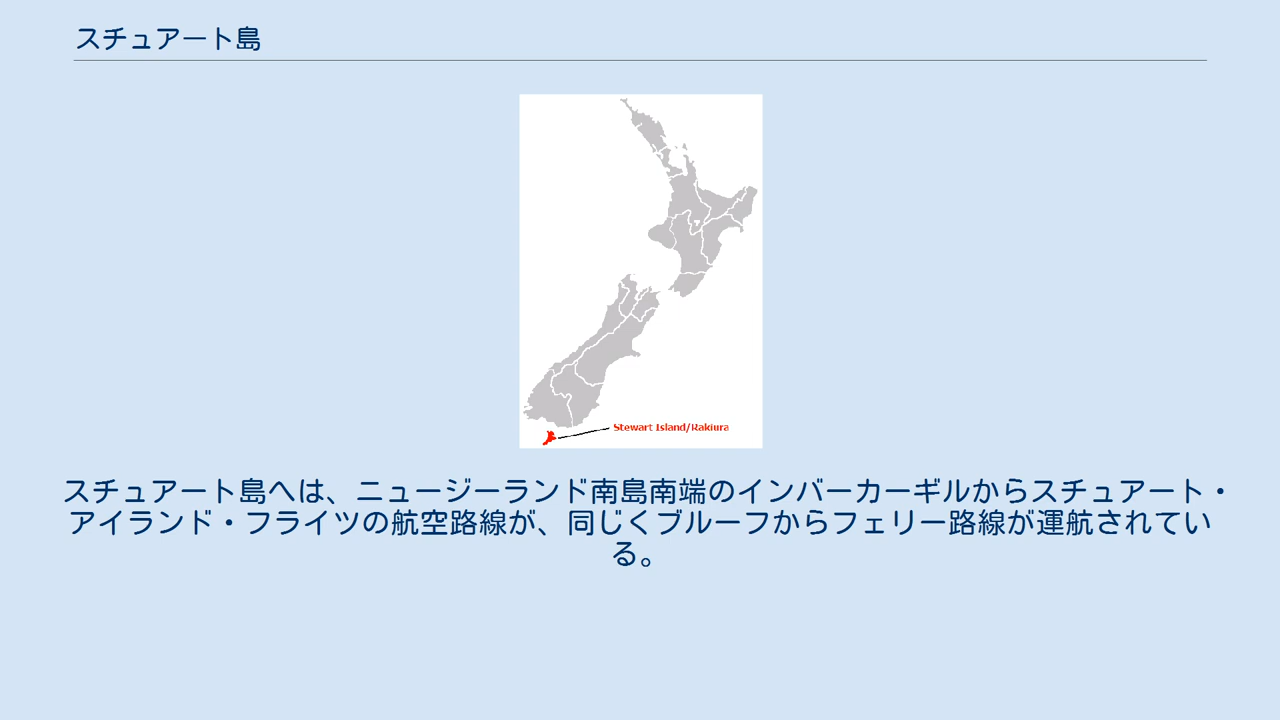 スチュアート島
Stewart Island/Rakiura
スチュアート島へは、ニュージーランド南島南端のインバーカーギルからスチュアート・
アイランド・フライツの航空路線が、同じくブルーフからフェリー路線が運航されてい
る。